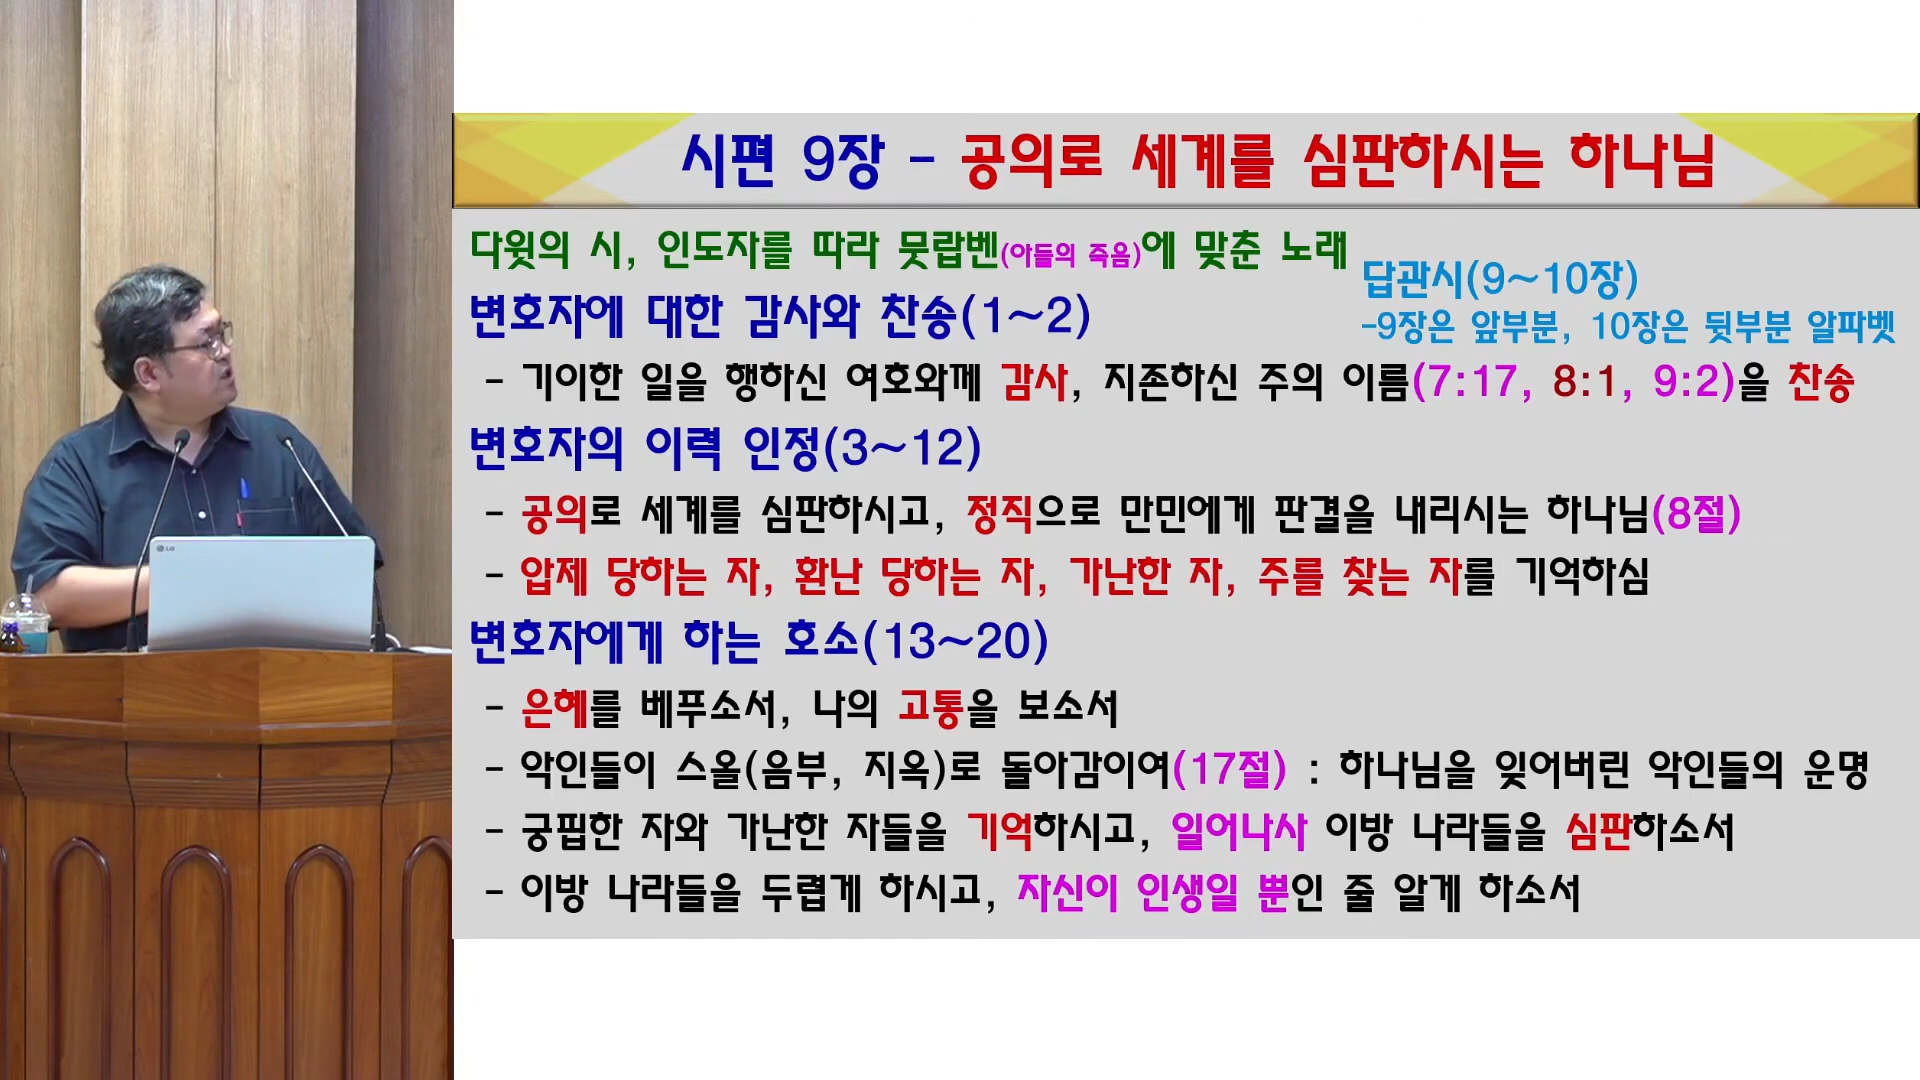 시편 9장 - 공의로 세계를 심판하시는 하나님
다윗의 시, 인도자를 따라 뭇랍벤(아들의 죽음)에 맞춘 노래
답관시(9~10장)
-9장은 앞부분, 10장은 뒷부분 알파벳
변호자에 대한 감사와 찬송(1~2)
- 기이한 일을 행하신 여호와께 감사, 지존하신 주의 이름(7:17, 8:1, 9:2)을 찬송
변호자의 이력 인정(3~12)
- 공의로 세계를 심판하시고, 정직으로 만민에게 판결을 내리시는 하나님(8절)
- 압제 당하는 자, 환난 당하는 자, 가난한 자, 주를 찾는 자를 기억하심
변호자에게 하는 호소(13~20)
- 은혜를 베푸소서, 나의 고통을 보소서
- 악인들이 스올(음부, 지옥)로 돌아감이여(17절) : 하나님을 잊어버린 악인들의 운명
- 궁핍한 자와 가난한 자들을 기억하시고, 일어나사 이방 나라들을 심판하소서
- 이방 나라들을 두렵게 하시고, 자신이 인생일 뿐인 줄 알게 하소서
LG